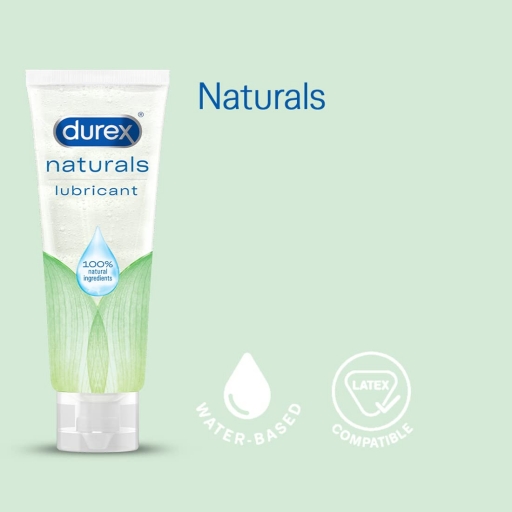 Naturals
durex®
naturals
lubricant
100%
natural
ingredients
WATER-BASED
LATEX
COMPATIBLE